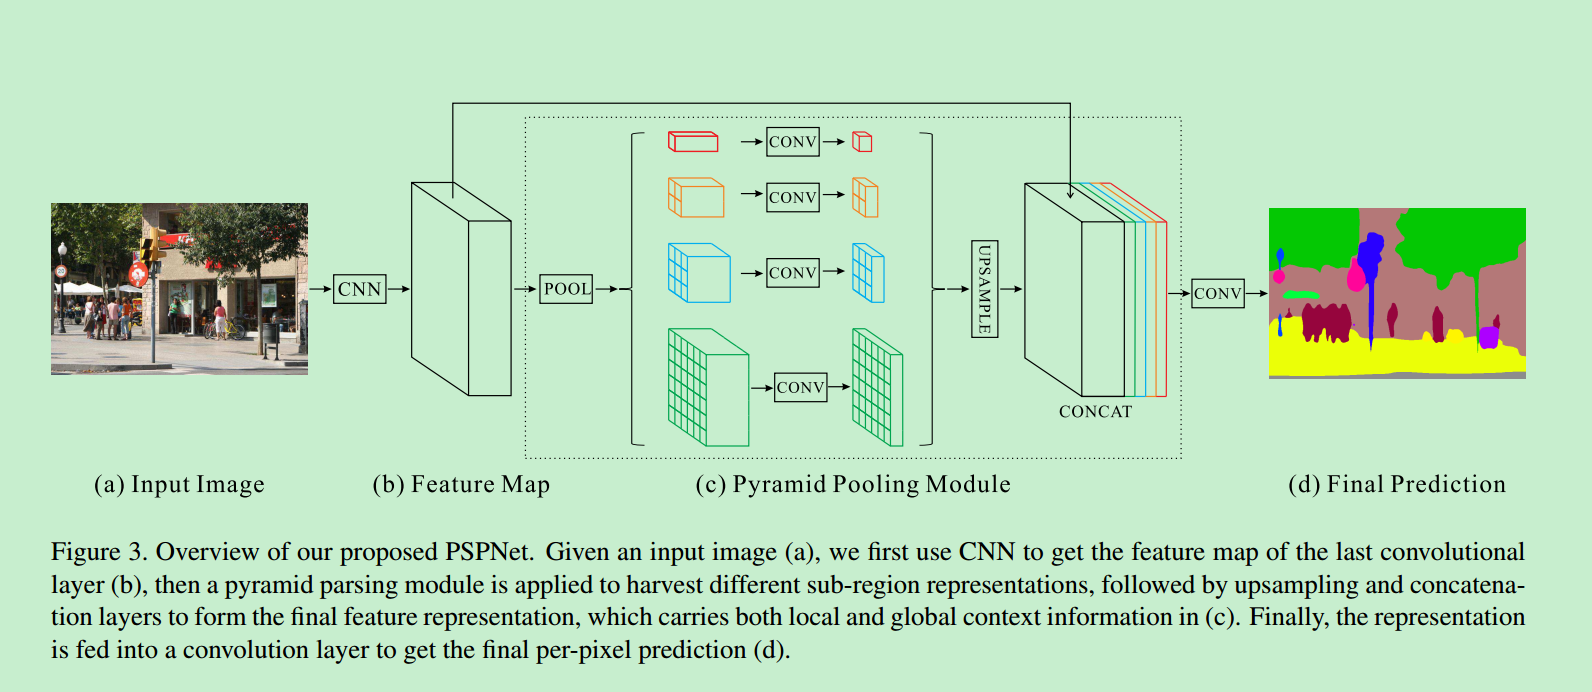 CNN
POOL
CONV
CONV
CONV
CONV
UPSAMPLE
CONCAT
CONV
(a) Input Image
(b) Feature Map
(c) Pyramid Pooling Module
(d) Final Prediction
Figure 3. Overview of our proposed PSPNet. Given an input image (a), we first use CNN to get the feature map of the last convolutional
layer (b), then a pyramid parsing module is applied to harvest different sub-region representations, followed by upsampling and concatena-
tion layers to form the final feature representation, which carries both local and global context information in (c). Finally, the representation
is fed into a convolution layer to get the final per-pixel prediction (d).